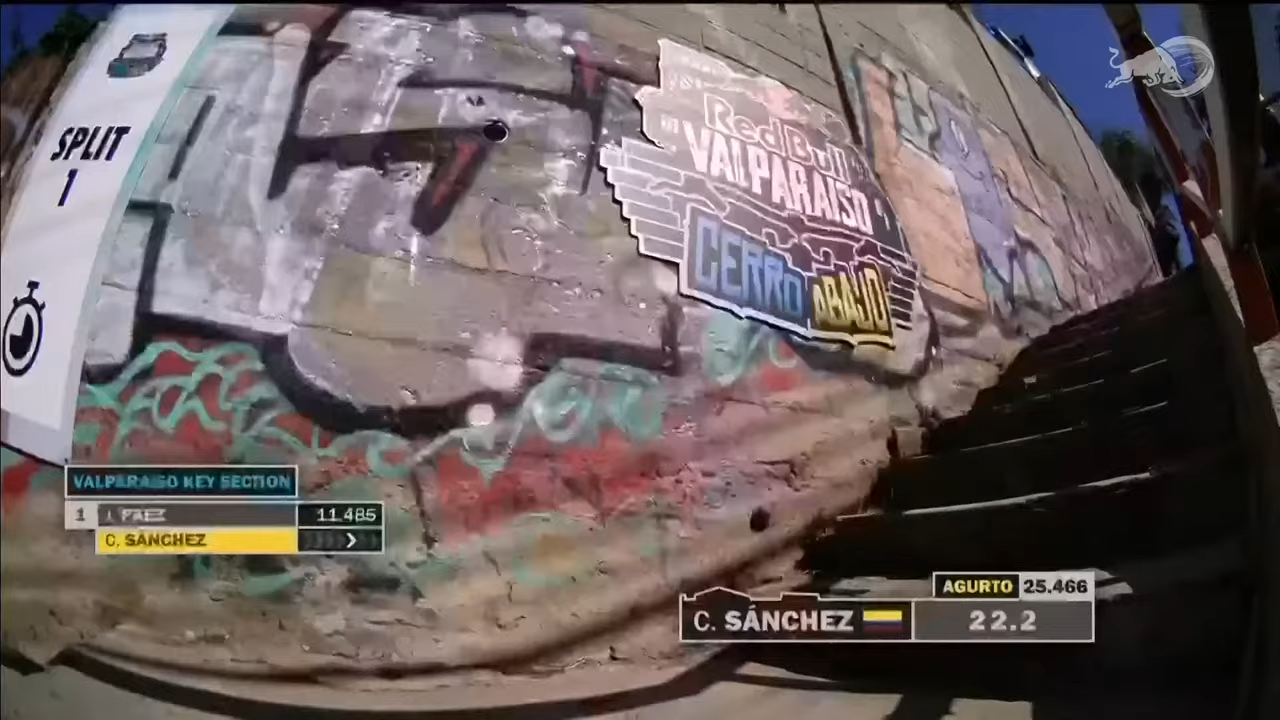 SPLIT
1
Red Bull
VALPARAISO
CERRO
ABAJO
VALPARAISO KEY SECTION
1 J. PAEZ 11.485
C. SÁNCHEZ
AGURTO 25.466
C. SÁNCHEZ 22.2